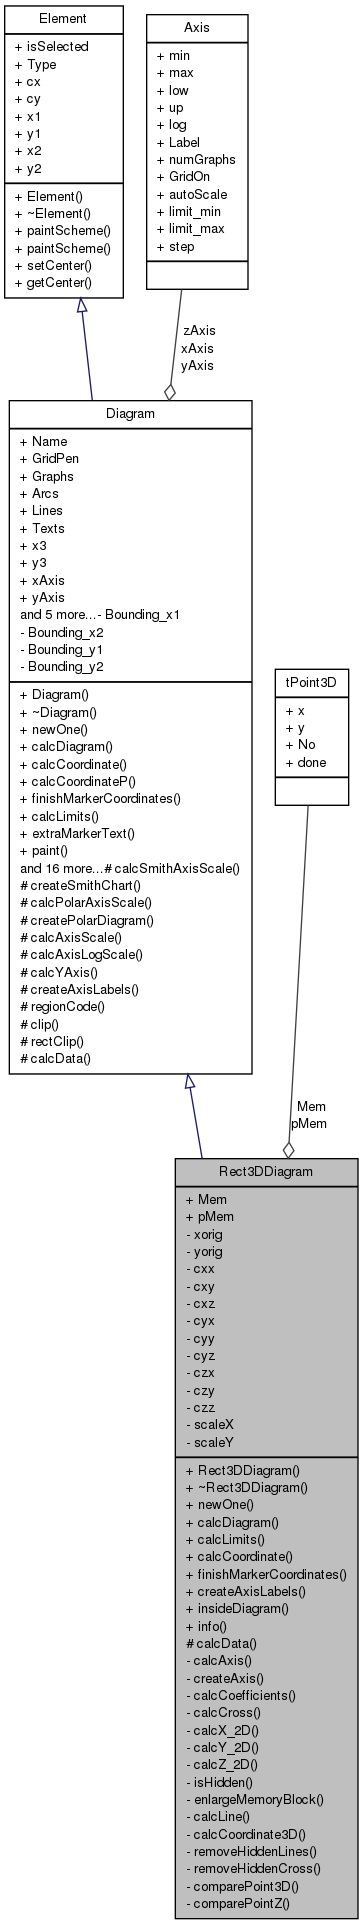 Element
+ isSelected
+ Type
+ cx
+ cy
+ x1
+ y1
+ x2
+ y2
+ Element()
+ ~Element()
+ paintScheme()
+ paintScheme()
+ setCenter()
+ getCenter()
Axis
+ min
+ max
+ low
+ up
+ log
+ Label
+ numGraphs
+ GridOn
+ autoScale
+ limit_min
+ limit_max
+ step
zAxis
xAxis
yAxis
Diagram
+ Name
+ GridPen
+ Graphs
+ Arcs
+ Lines
+ Texts
+ x3
+ y3
+ xAxis
+ yAxis
and 5 more...- Bounding_x1
- Bounding_x2
- Bounding_y1
- Bounding_y2
+ Diagram()
+ ~Diagram()
+ newOne()
+ calcDiagram()
+ calcCoordinate()
+ calcCoordinateP()
+ finishMarkerCoordinates()
+ calcLimits()
+ extraMarkerText()
+ paint()
and 16 more...# calcSmithAxisScale()
# createSmithChart()
# calcPolarAxisScale()
# createPolarDiagram()
# calcAxisScale()
# calcAxisLogScale()
# calcYAxis()
# createAxisLabels()
# regionCode()
# clip()
# rectClip()
# calcData()
tPoint3D
+ x
+ y
+ No
+ done
Mem
pMem
Rect3DDiagram
+ Mem
+ pMem
- xorig
- yorig
- cxx
- cxy
- cxz
- cyx
- cyy
- cyz
- czx
- czy
- czz
- scaleX
- scaleY
+ Rect3DDiagram()
+ ~Rect3DDiagram()
+ newOne()
+ calcDiagram()
+ calcLimits()
+ calcCoordinate()
+ finishMarkerCoordinates()
+ createAxisLabels()
+ insideDiagram()
+ info()
# calcData()
- calcAxis()
- createAxis()
- calcCoefficients()
- calcCross()
- calcX_2D()
- calcY_2D()
- calcZ_2D()
- isHidden()
- enlargeMemoryBlock()
- calcLine()
- calcCoordinate3D()
- removeHiddenLines()
- removeHiddenCross()
- comparePoint3D()
- comparePointZ()